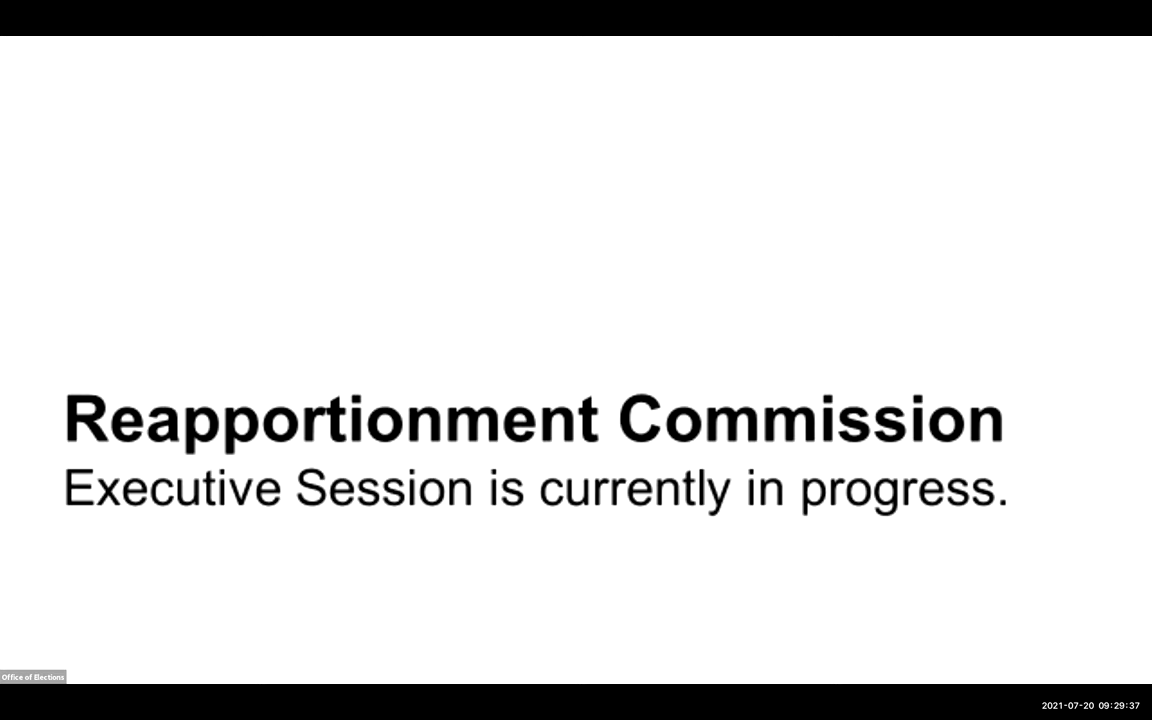 Reapportionment Commission
Executive Session is currently in progress.
Office of Elections
2021-07-20 09:29:37